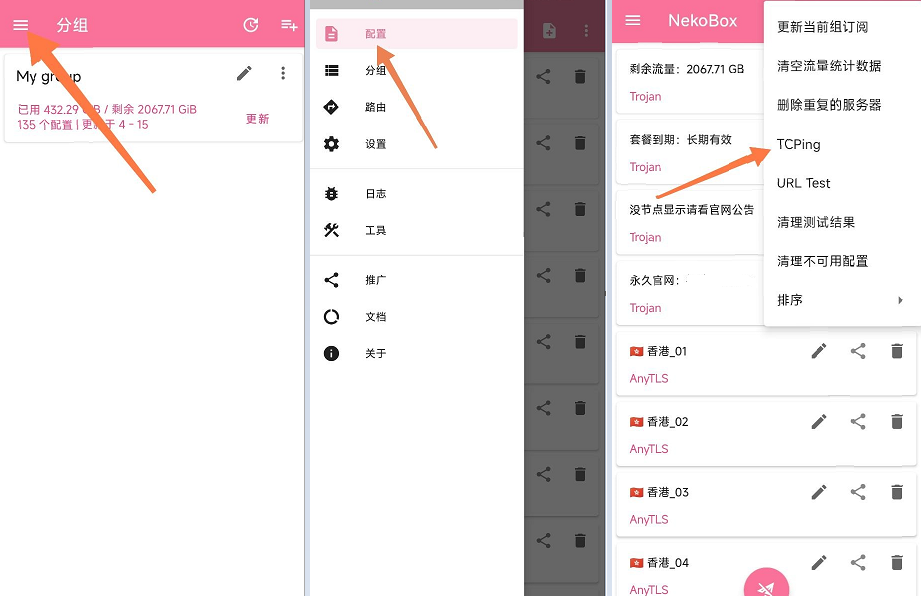 分组
My group
已用 432.29 GiB / 剩余 2067.71 GiB
135 个配置 | 更新于 4 - 15
更新
配置
分组
路由
设置
日志
工具
推广
文档
关于
NekoBox
剩余流量：2067.71 GB
Trojan
套餐到期：长期有效
Trojan
没节点显示请看官网公告
Trojan
永久官网：
Trojan
香港_01
AnyTLS
香港_02
AnyTLS
香港_03
AnyTLS
香港_04
AnyTLS
更新当前组订阅
清空流量统计数据
删除重复的服务器
TCPing
URL Test
清理测试结果
清理不可用配置
排序